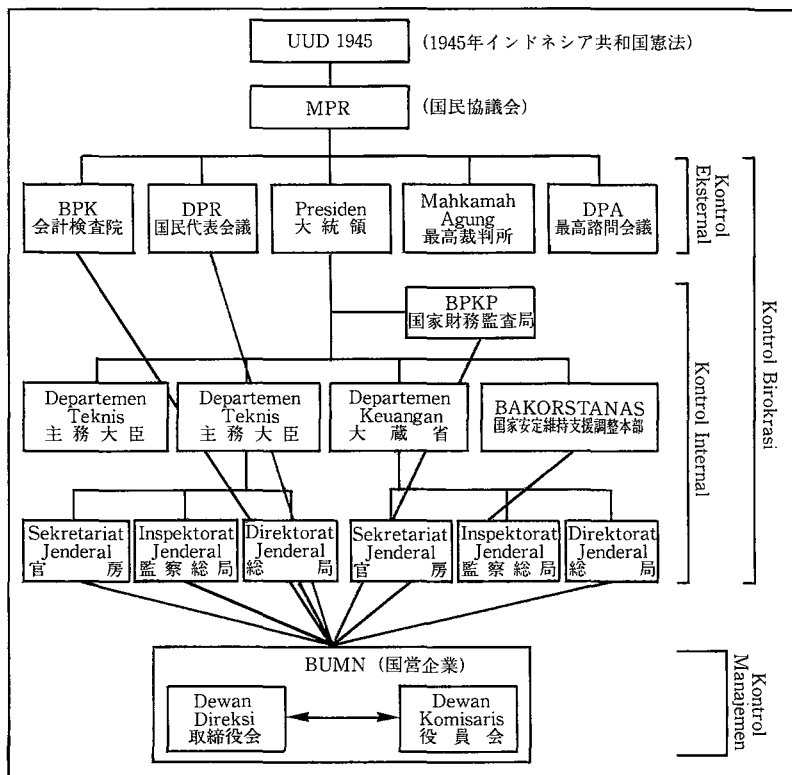 UUD 1945 (1945年インドネシア共和国憲法)
MPR (国民協議会)
BPK
会計検査院
DPR
国民代表会議
Presiden
大統領
Mahkamah
Agung
最高裁判所
DPA
最高諮問会議
Kontrol
Eksternal
BPKP
国家財務監査局
Departemen
Teknis
主務大臣
Departemen
Teknis
主務大臣
Departemen
Keuangan
大蔵省
BAKORSTANAS
国家安定維持支援調整本部
Kontrol Internal
Kontrol Birokrasi
Sekretariat
Jenderal
官房
Inspektorat
Jenderal
監察総局
Direktorat
Jenderal
総局
Sekretariat
Jenderal
官房
Inspektorat
Jenderal
監察総局
Direktorat
Jenderal
総局
BUMN (国営企業)
Dewan
Direksi
取締役会
Dewan
Komisaris
役員会
Kontrol
Manajemen